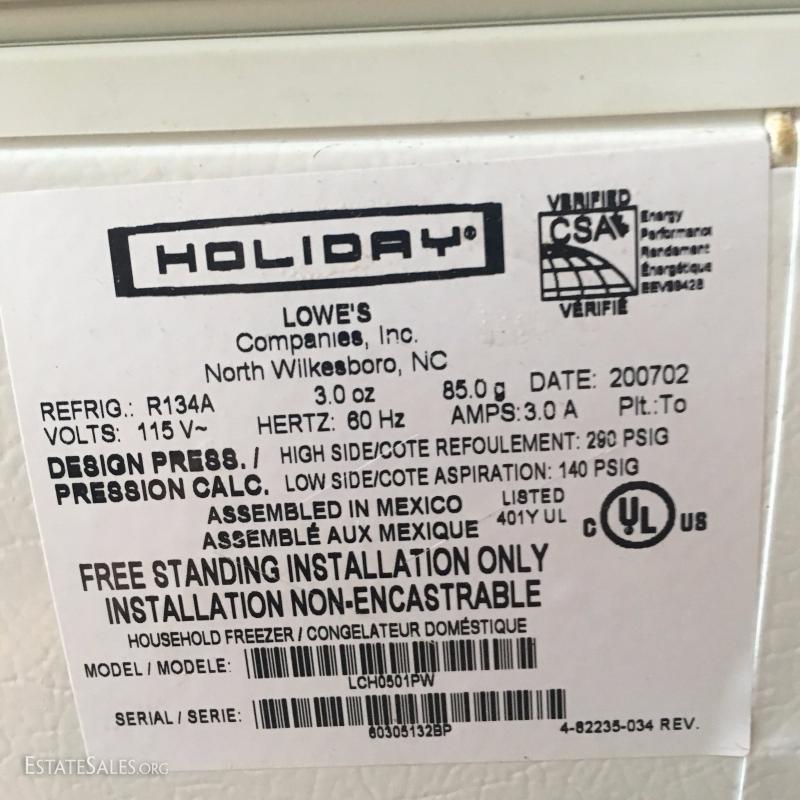 HOLIDAY®
VERIFIED
CSA
VÉRIFIÉ
Energy
Performance
Rendement
Énergétique
EEV99428
LOWE'S
Companies, Inc.
North Wilkesboro, NC
REFRIG.: R134A 3.0 oz 85.0 g DATE: 200702
VOLTS: 115 V~ HERTZ: 60 Hz AMPS: 3.0 A Plt.:To
DESIGN PRESS. / HIGH SIDE/COTE REFOULEMENT: 290 PSIG
PRESSION CALC. LOW SIDE/COTE ASPIRATION: 140 PSIG
ASSEMBLED IN MEXICO LISTED
ASSEMBLÉ AUX MEXIQUE 401Y UL
C UL US
FREE STANDING INSTALLATION ONLY
INSTALLATION NON-ENCASTRABLE
HOUSEHOLD FREEZER / CONGELATEUR DOMÉSTIQUE
MODEL / MODELE:
LCH0501PW
SERIAL / SERIE:
60305132BP
4-82235-034 REV.
ESTATESALES.ORG